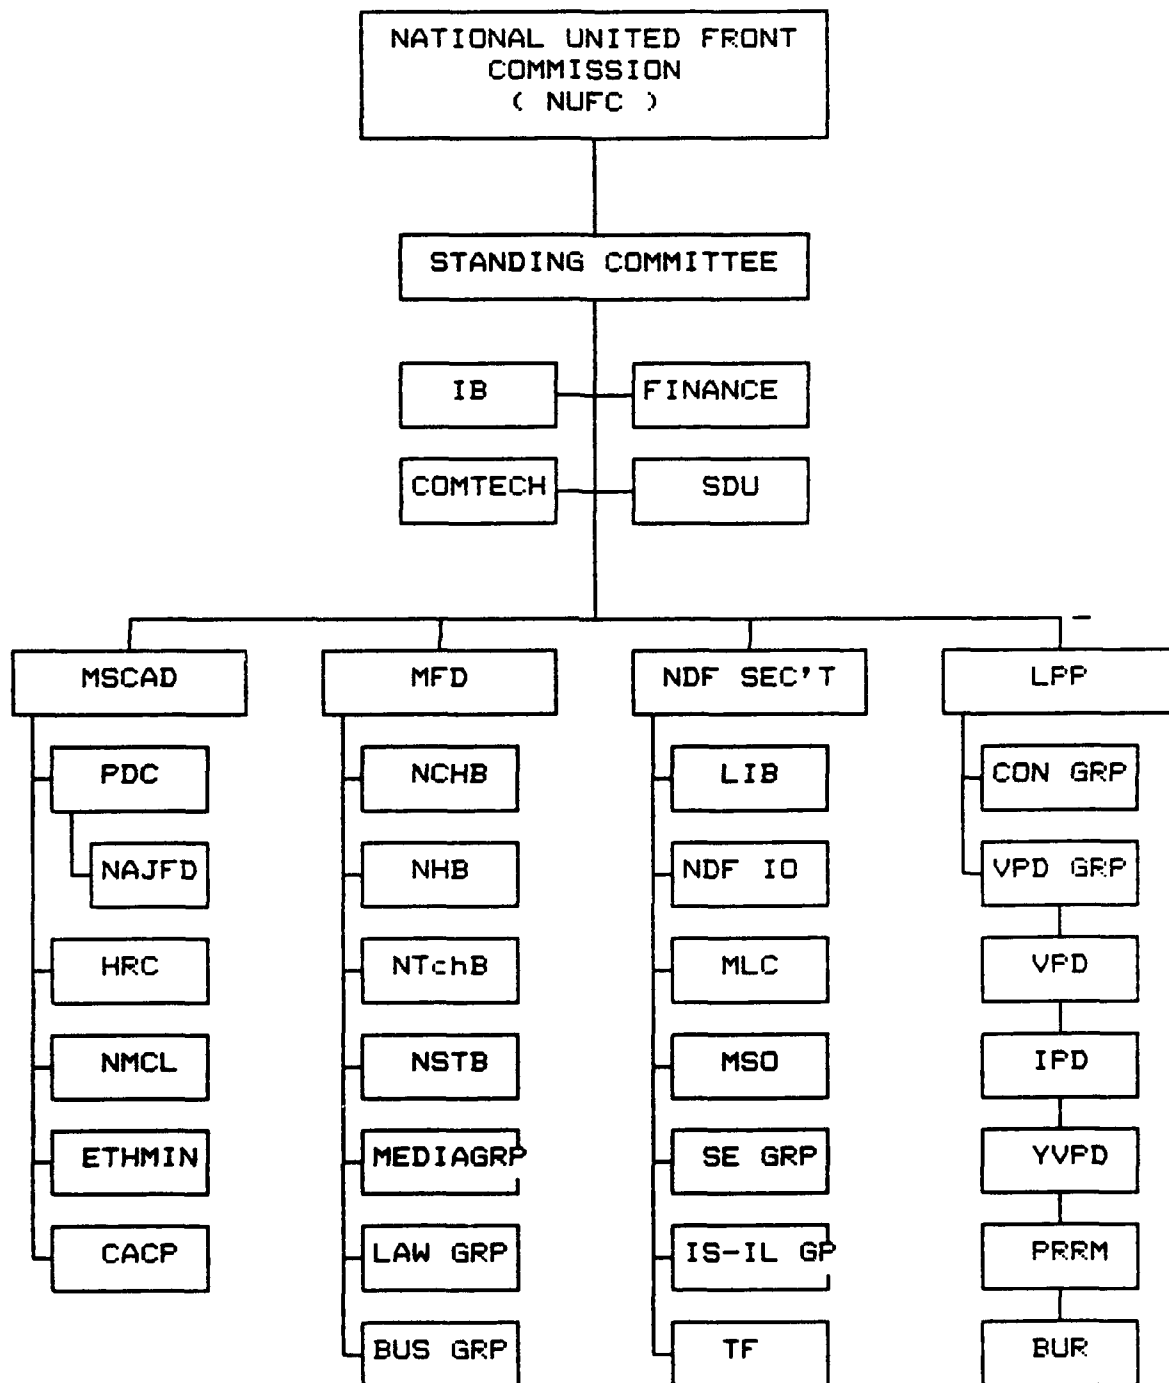 NATIONAL UNITED FRONT
COMMISSION
( NUFC )
STANDING COMMITTEE
IB
FINANCE
COMTECH
SDU
MSCAD
MFD
NDF SEC'T
LPP
PDC
NCHB
LIB
CON GRP
NAJFD
NHB
NDF IO
VPD GRP
HRC
NTchB
MLC
VPD
NMCL
NSTB
MSO
IPD
ETHMIN
MEDIAGRP
SE GRP
YVPD
CACP
LAW GRP
IS-IL GP
PRRM
BUS GRP
TF
BUR